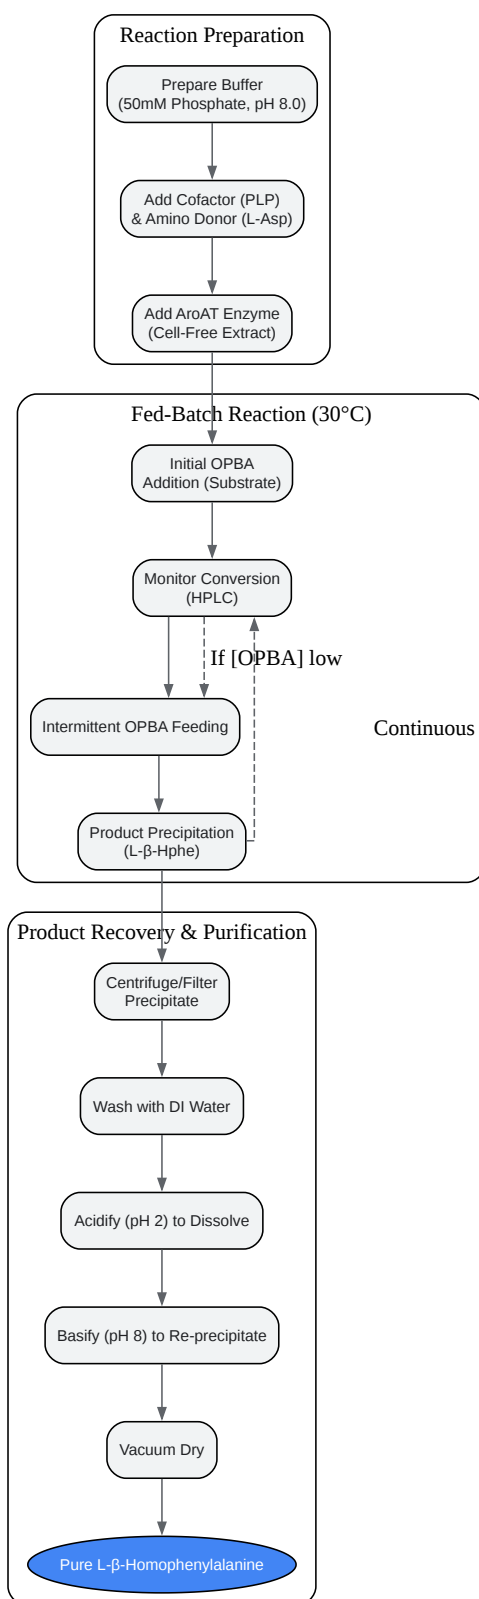 Reaction Preparation
Prepare Buffer
(50mM Phosphate, pH 8.0)
Add Cofactor (PLP)
& Amino Donor (L-Asp)
Add AroAT Enzyme
(Cell-Free Extract)
Fed-Batch Reaction (30°C)
Initial OPBA
Addition (Substrate)
Monitor Conversion
(HPLC)
If [OPBA] low
Intermittent OPBA Feeding
Continuous
Product Precipitation
(L-β-Hphe)
Product Recovery & Purification
Centrifuge/Filter
Precipitate
Wash with DI Water
Acidify (pH 2) to Dissolve
Basify (pH 8) to Re-precipitate
Vacuum Dry
Pure L-β-Homophenylalanine